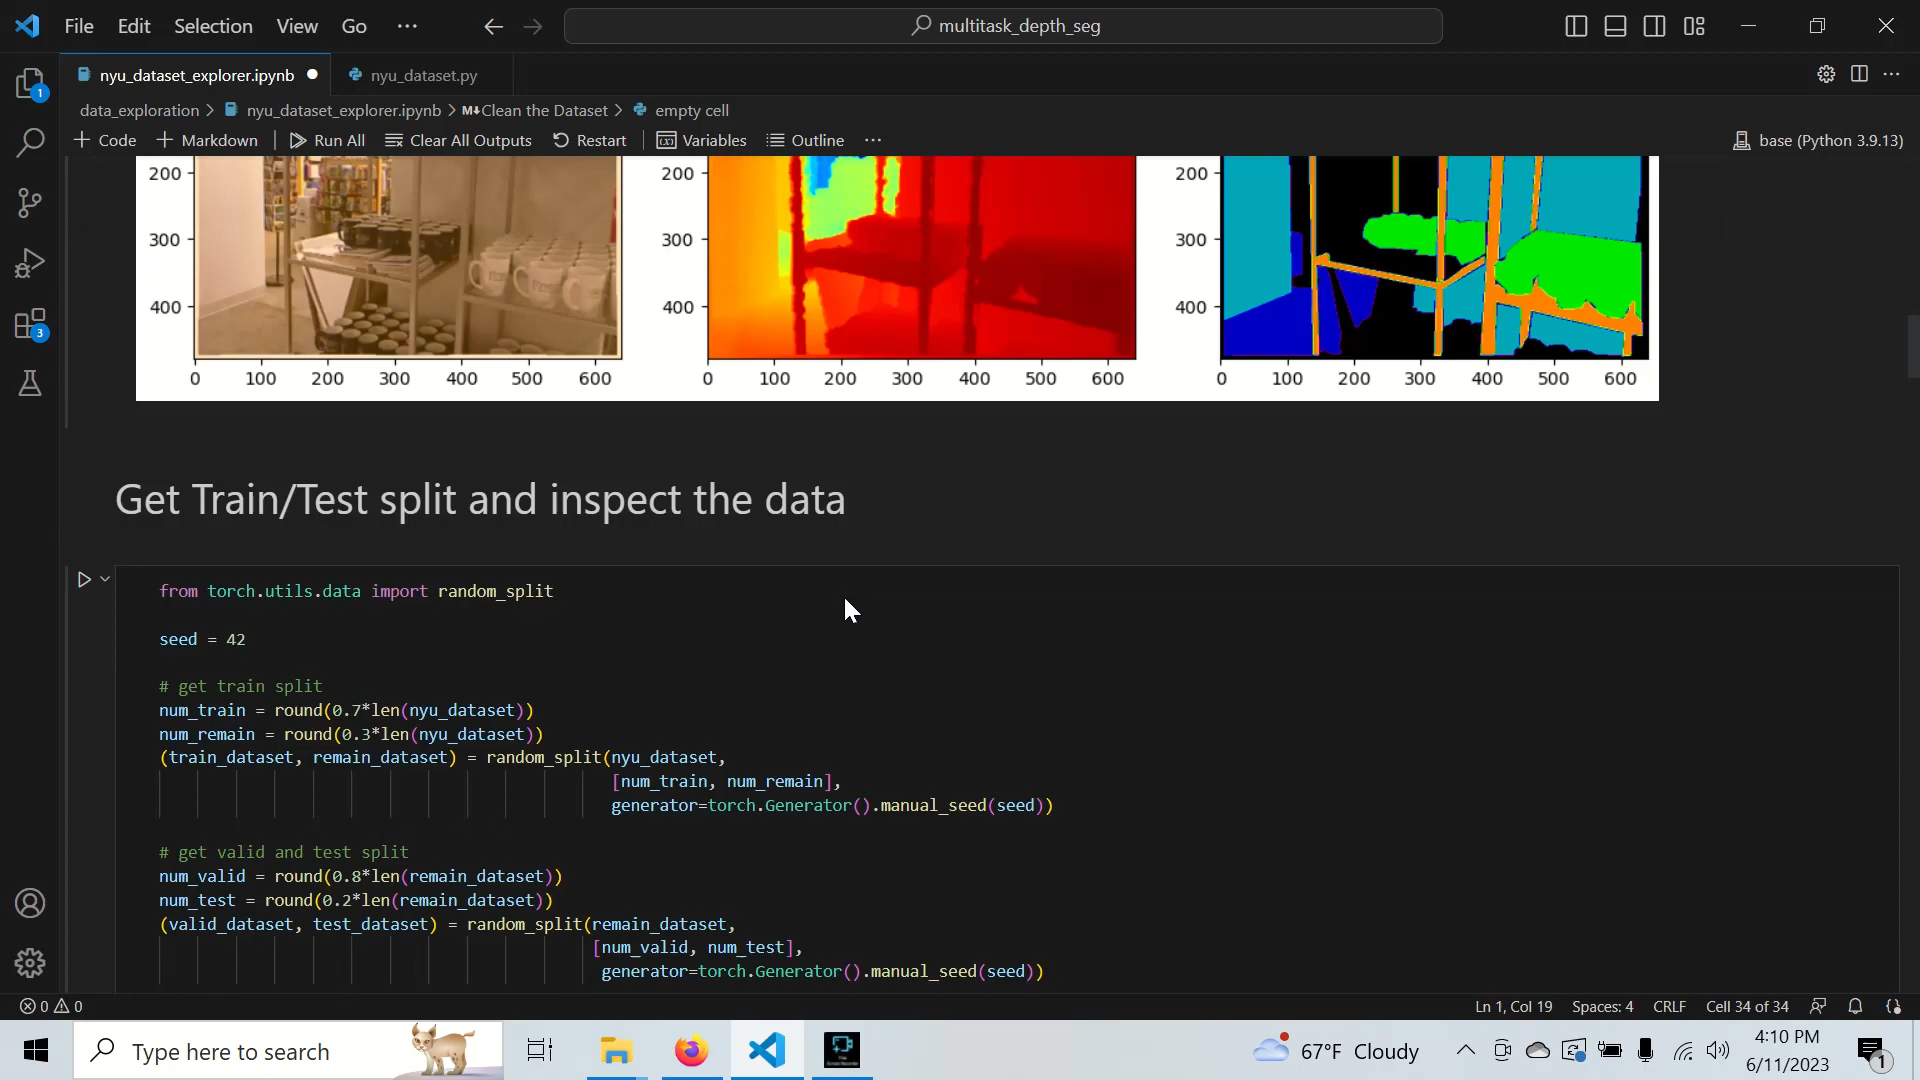 File Edit Selection View Go ···
multitask_depth_seg
nyu_dataset_explorer.ipynb
nyu_dataset.py
data_exploration > nyu_dataset_explorer.ipynb > M↓Clean the Dataset > empty cell
+ Code + Markdown | Run All Clear All Outputs Restart | Variables Outline ···
base (Python 3.9.13)
1
3
200
300
400
0 100 200 300 400 500 600
200
300
400
0 100 200 300 400 500 600
200
300
400
0 100 200 300 400 500 600
Get Train/Test split and inspect the data
from torch.utils.data import random_split
seed = 42
# get train split
num_train = round(0.7*len(nyu_dataset))
num_remain = round(0.3*len(nyu_dataset))
(train_dataset, remain_dataset) = random_split(nyu_dataset,
[num_train, num_remain],
generator=torch.Generator().manual_seed(seed))
# get valid and test split
num_valid = round(0.8*len(remain_dataset))
num_test = round(0.2*len(remain_dataset))
(valid_dataset, test_dataset) = random_split(remain_dataset,
[num_valid, num_test],
generator=torch.Generator().manual_seed(seed))
0 0
Ln 1, Col 19 Spaces: 4 CRLF Cell 34 of 34
Type here to search
67°F Cloudy
4:10 PM
6/11/2023
1